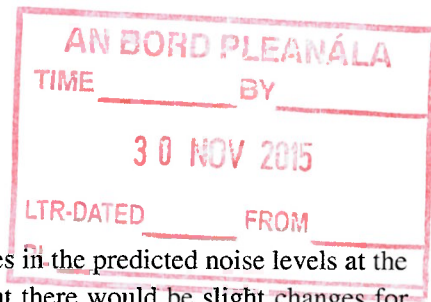 AN BORD PLEANÁLA
TIME BY
30 NOV 2015
LTR-DATED FROM
PL
es in the predicted noise levels at the
t there would be slight changes for